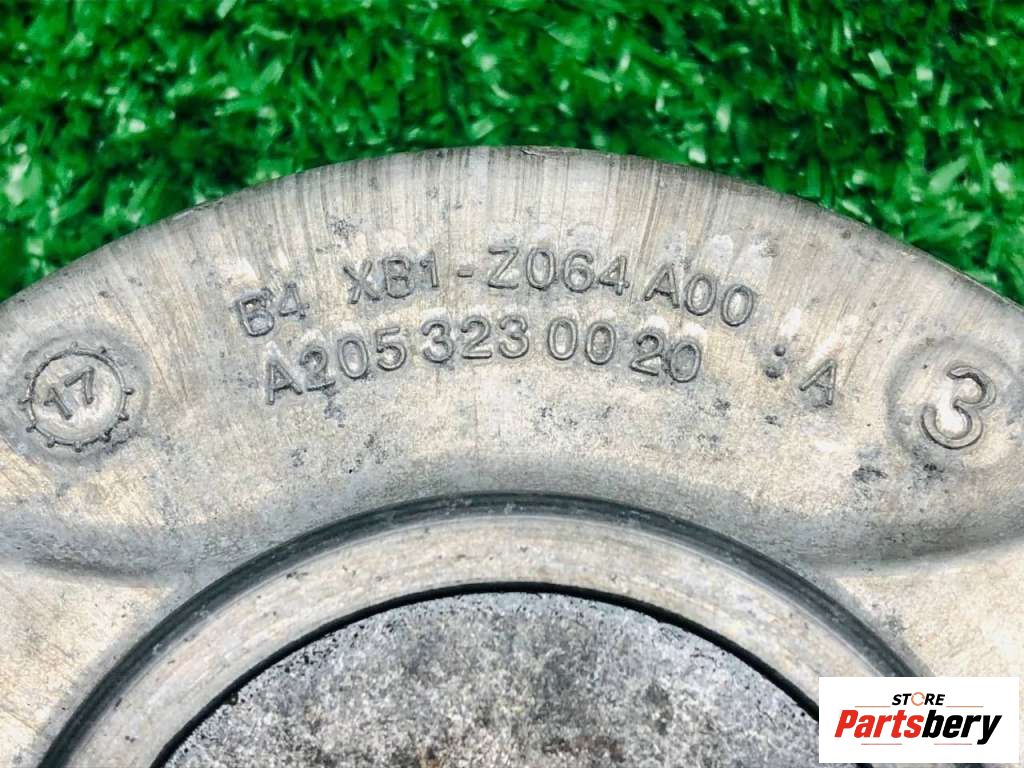 B4 XB1-Z064 A00
A205 323 00 20 :A
17
3
STORE
Partsbery